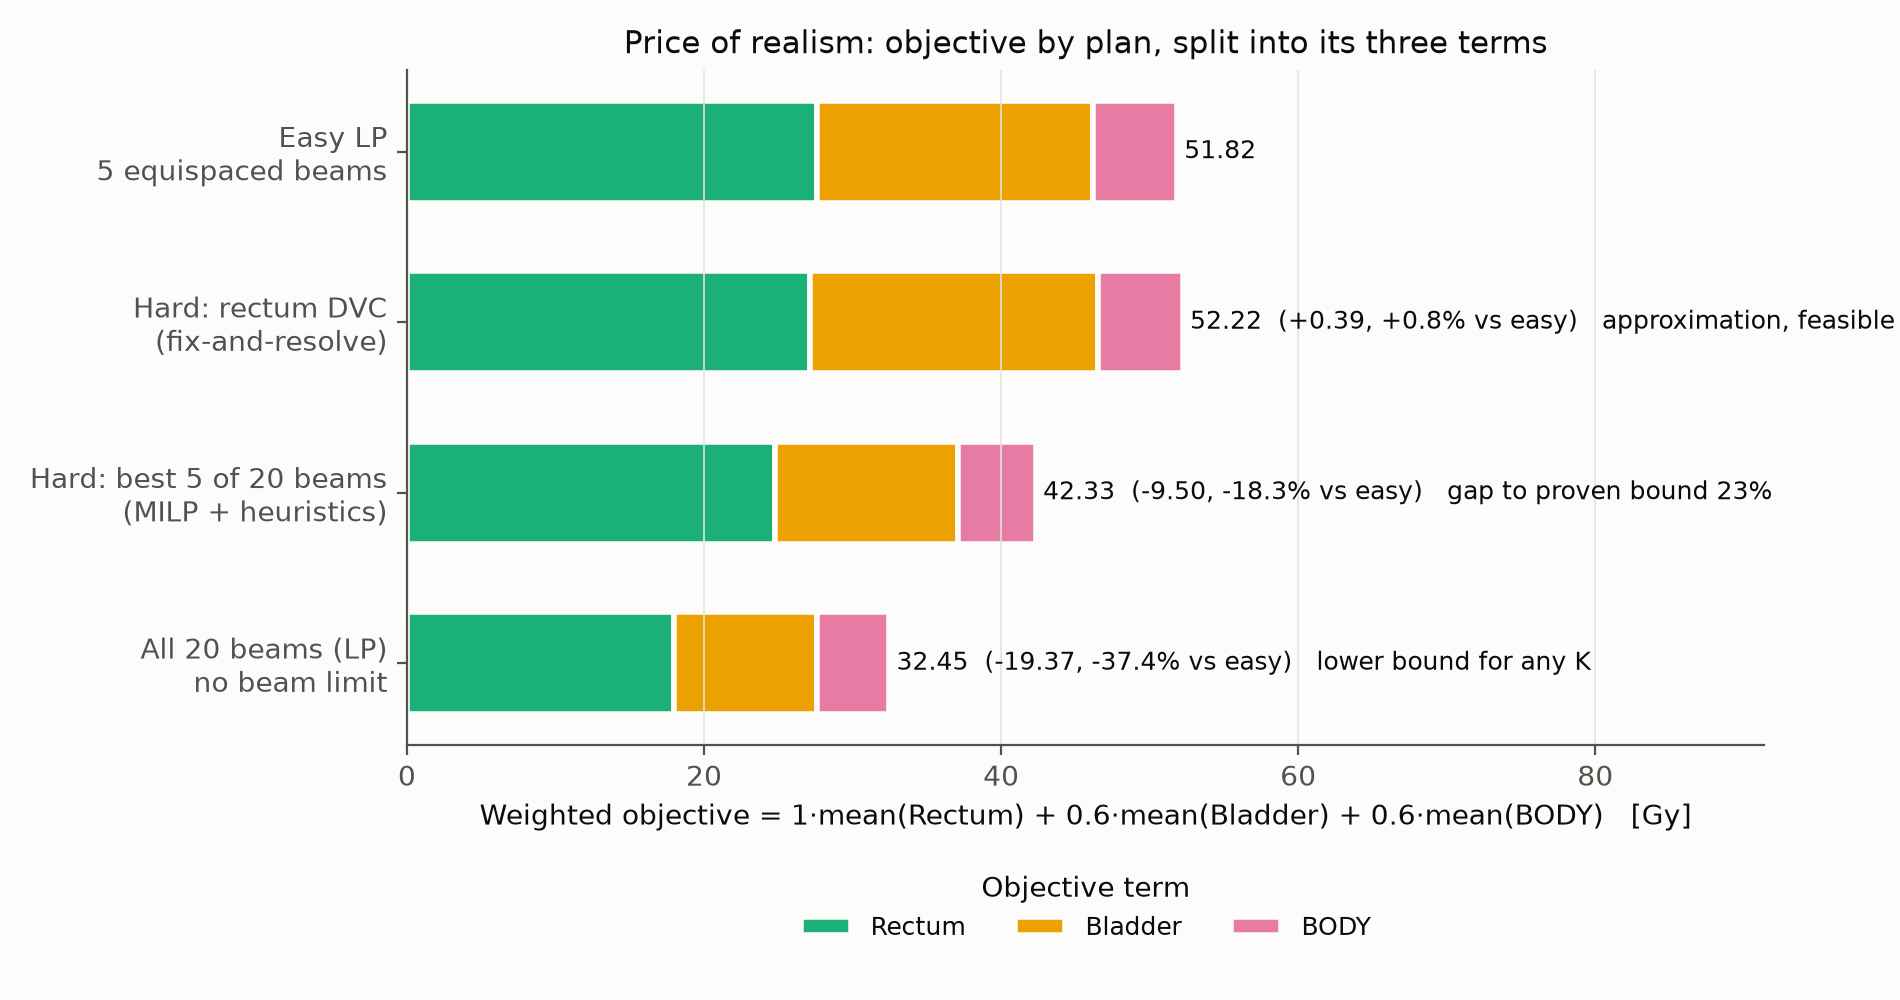 Price of realism: objective by plan, split into its three terms
Easy LP
5 equispaced beams
51.82
Hard: rectum DVC
(fix-and-resolve)
52.22  (+0.39, +0.8% vs easy)   approximation, feasible
Hard: best 5 of 20 beams
(MILP + heuristics)
42.33  (-9.50, -18.3% vs easy)   gap to proven bound 23%
All 20 beams (LP)
no beam limit
32.45  (-19.37, -37.4% vs easy)   lower bound for any K
0 20 40 60 80
Weighted objective = 1·mean(Rectum) + 0.6·mean(Bladder) + 0.6·mean(BODY)   [Gy]
Objective term
Rectum Bladder BODY